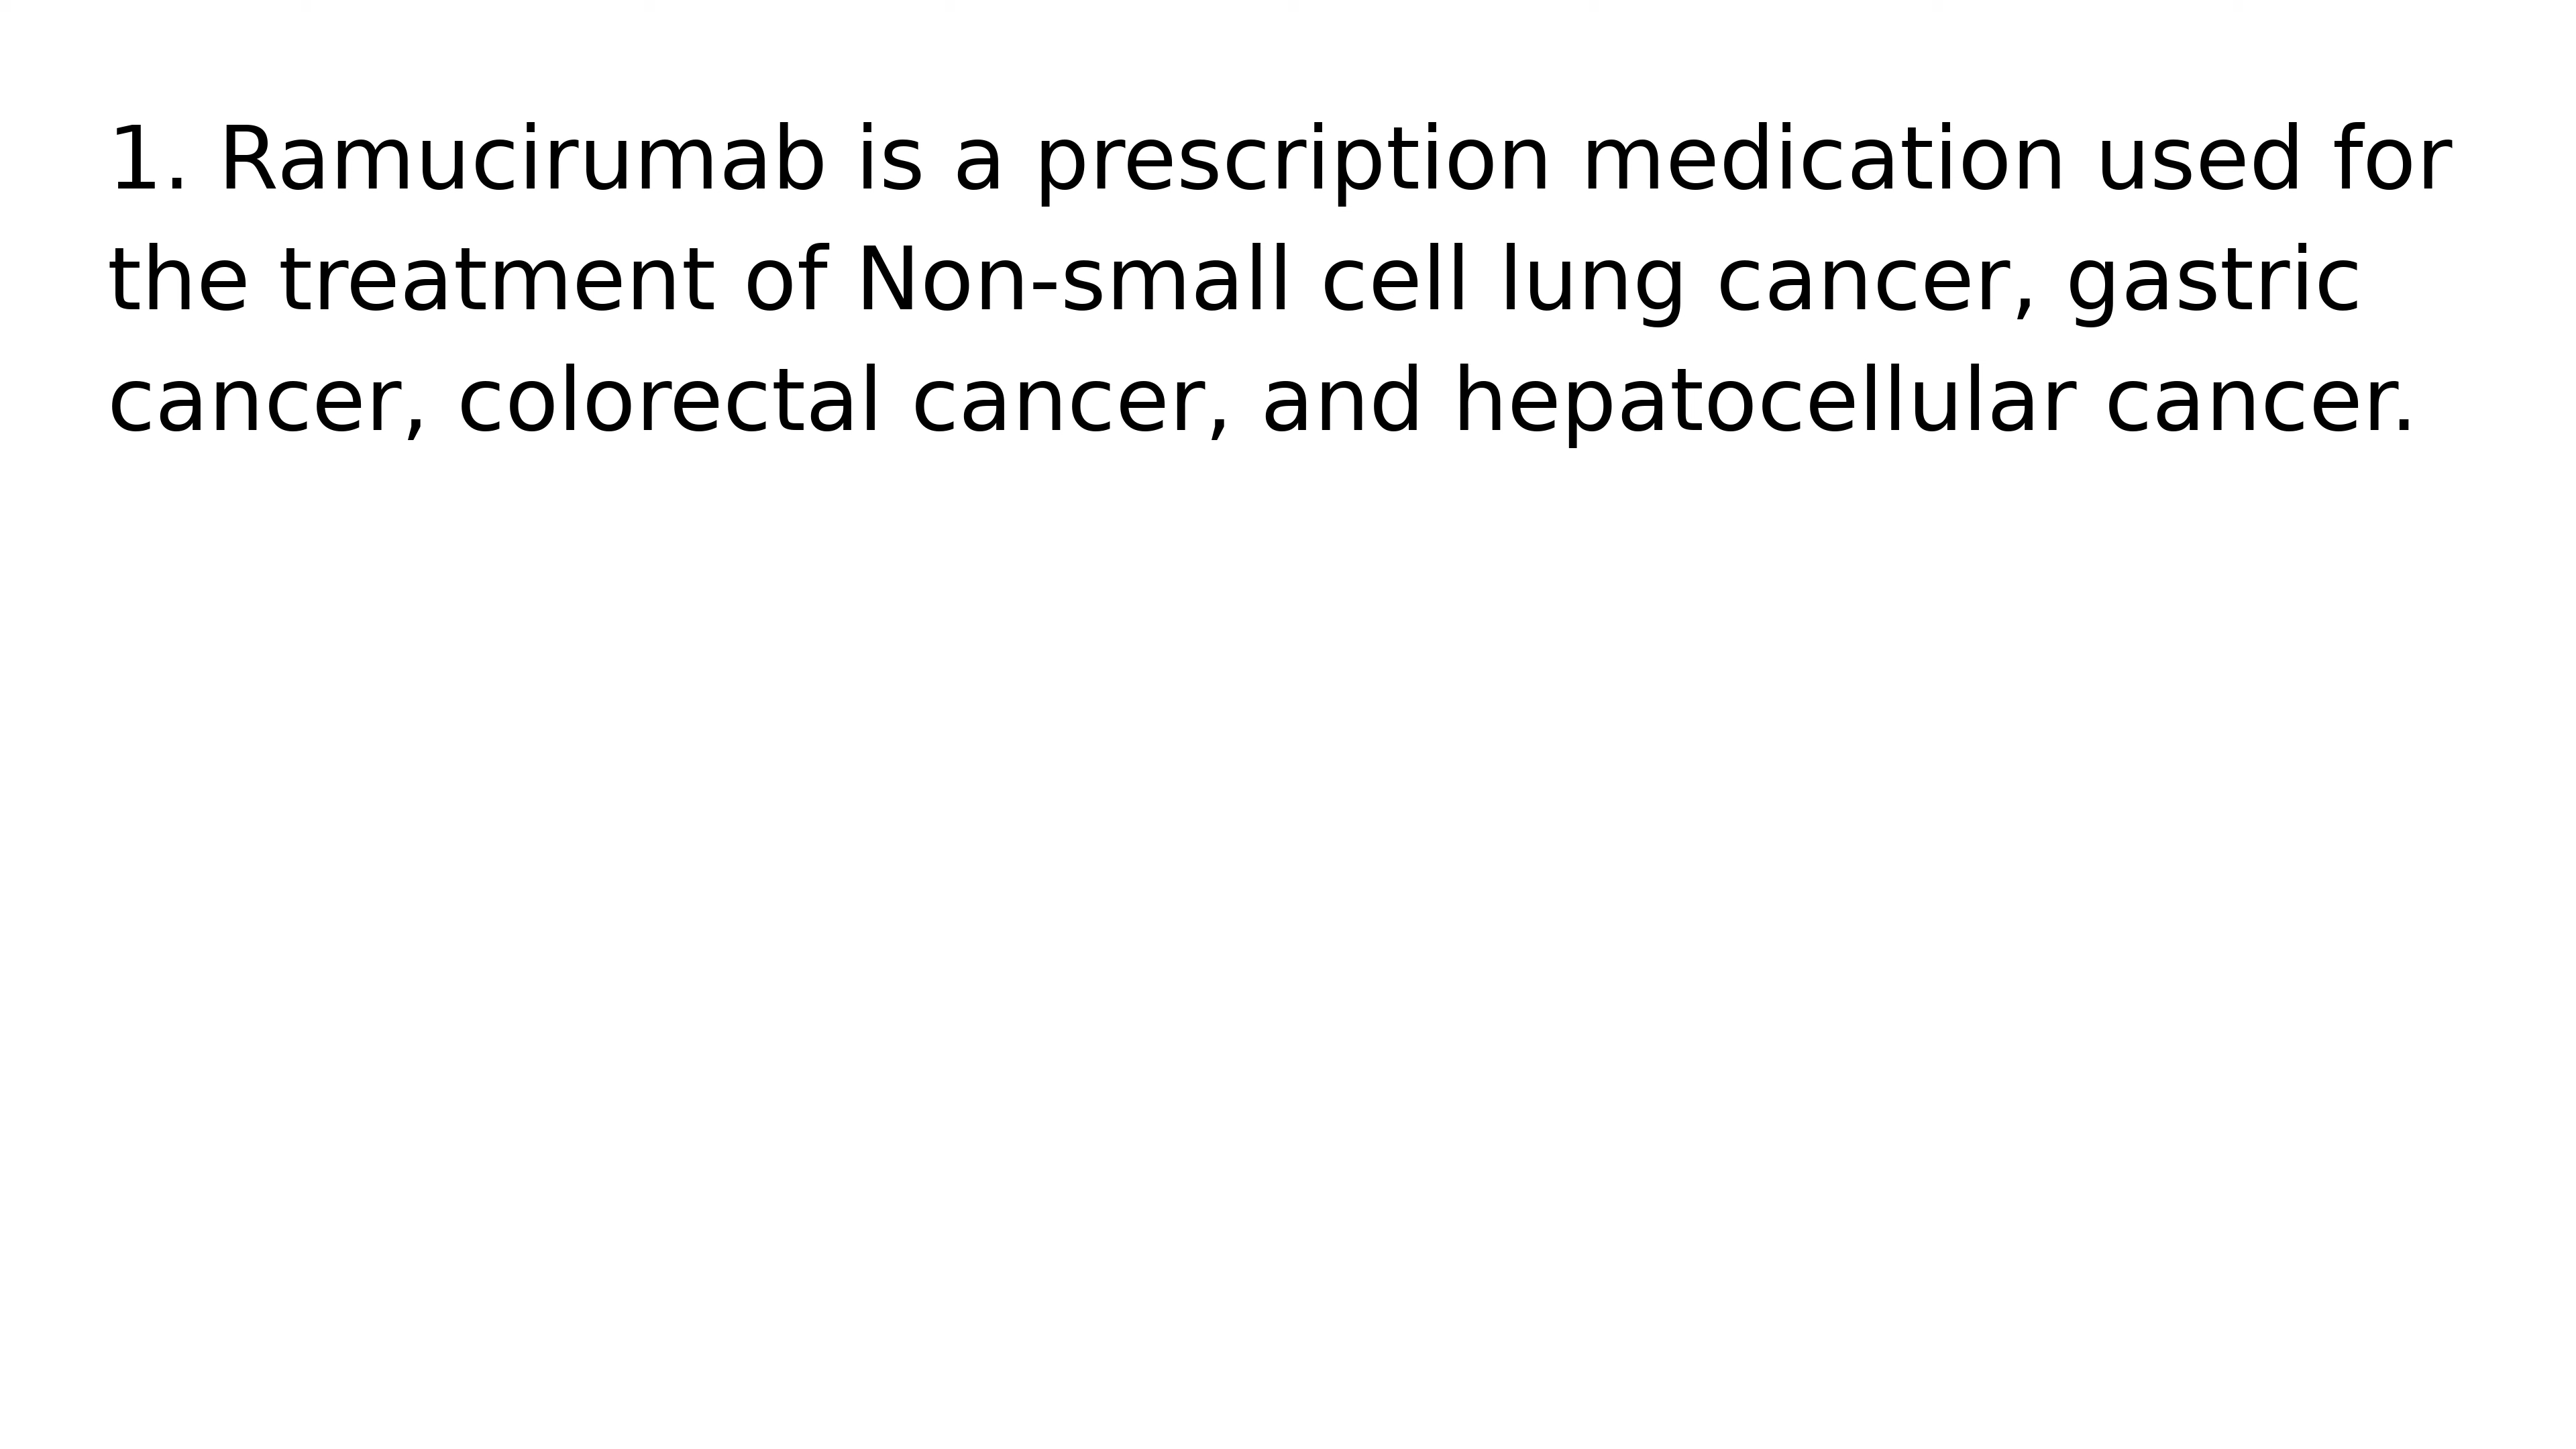 1. Ramucirumab is a prescription medication used for
the treatment of Non-small cell lung cancer, gastric
cancer, colorectal cancer, and hepatocellular cancer.